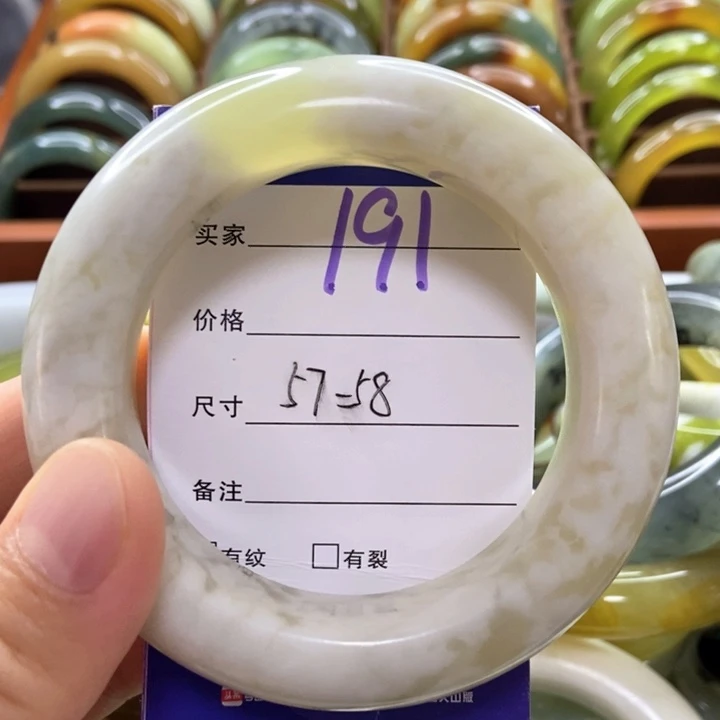 买家 191
价格
尺寸 57=58
备注
有纹 □有裂